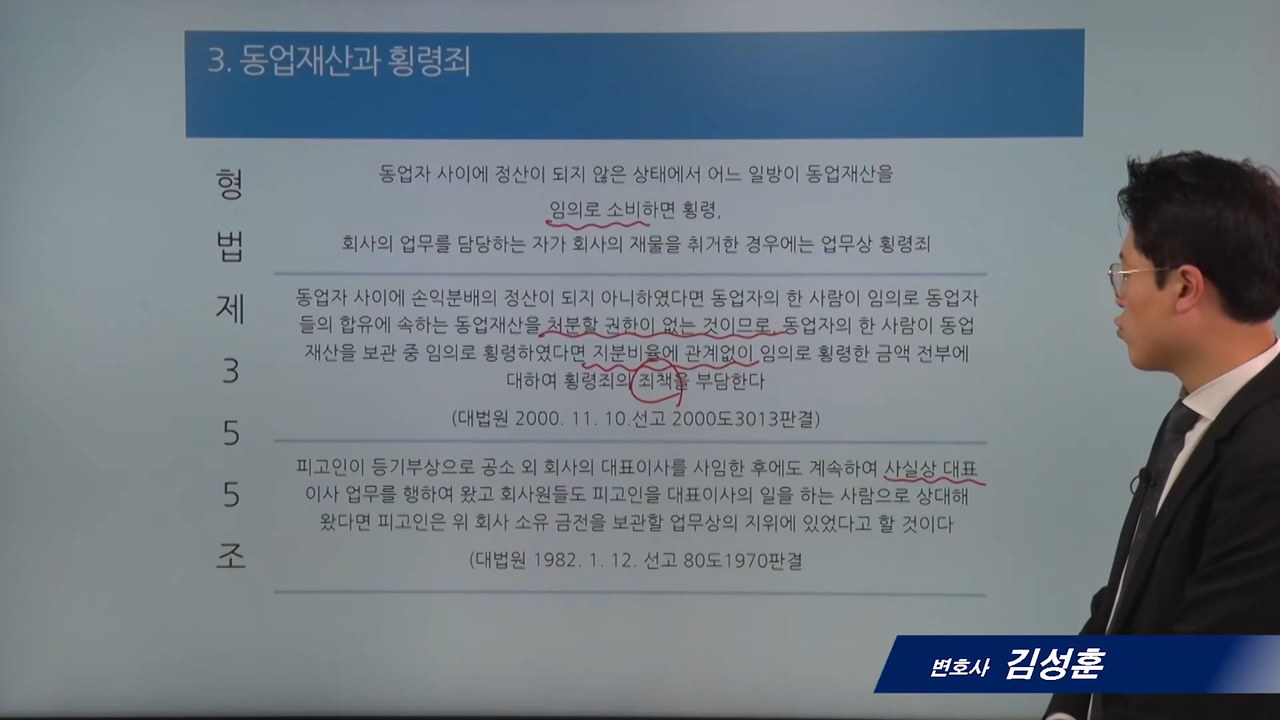 3. 동업재산과 횡령죄
형
법
제
3
5
5
조
동업자 사이에 정산이 되지 않은 상태에서 어느 일방이 동업재산을
임의로 소비하면 횡령,
회사의 업무를 담당하는 자가 회사의 재물을 취거한 경우에는 업무상 횡령죄
동업자 사이에 손익분배의 정산이 되지 아니하였다면 동업자의 한 사람이 임의로 동업자
들의 합유에 속하는 동업재산을 처분할 권한이 없는 것이므로, 동업자의 한 사람이 동업
재산을 보관 중 임의로 횡령하였다면 지분비율에 관계없이 임의로 횡령한 금액 전부에
대하여 횡령죄의 죄책을 부담한다
(대법원 2000. 11. 10.선고 2000도3013판결)
피고인이 등기부상으로 공소 외 회사의 대표이사를 사임한 후에도 계속하여 사실상 대표
이사 업무를 행하여 왔고 회사원들도 피고인을 대표이사의 일을 하는 사람으로 상대해
왔다면 피고인은 위 회사 소유 금전을 보관할 업무상의 지위에 있었다고 할 것이다
(대법원 1982. 1. 12. 선고 80도1970판결
변호사 김성훈